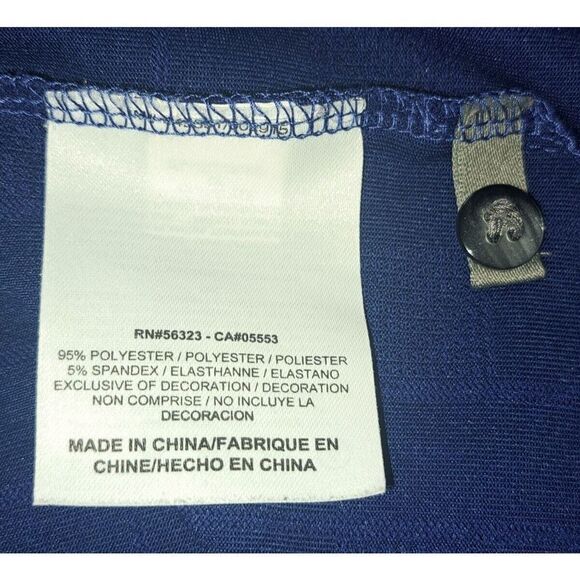 RN#56323 - CA#05553
95% POLYESTER / POLYESTER / POLIESTER
5% SPANDEX / ELASTHANNE / ELASTANO
EXCLUSIVE OF DECORATION / DECORATION
NON COMPRISE / NO INCLUYE LA
DECORACION
MADE IN CHINA/FABRIQUE EN
CHINE/HECHO EN CHINA